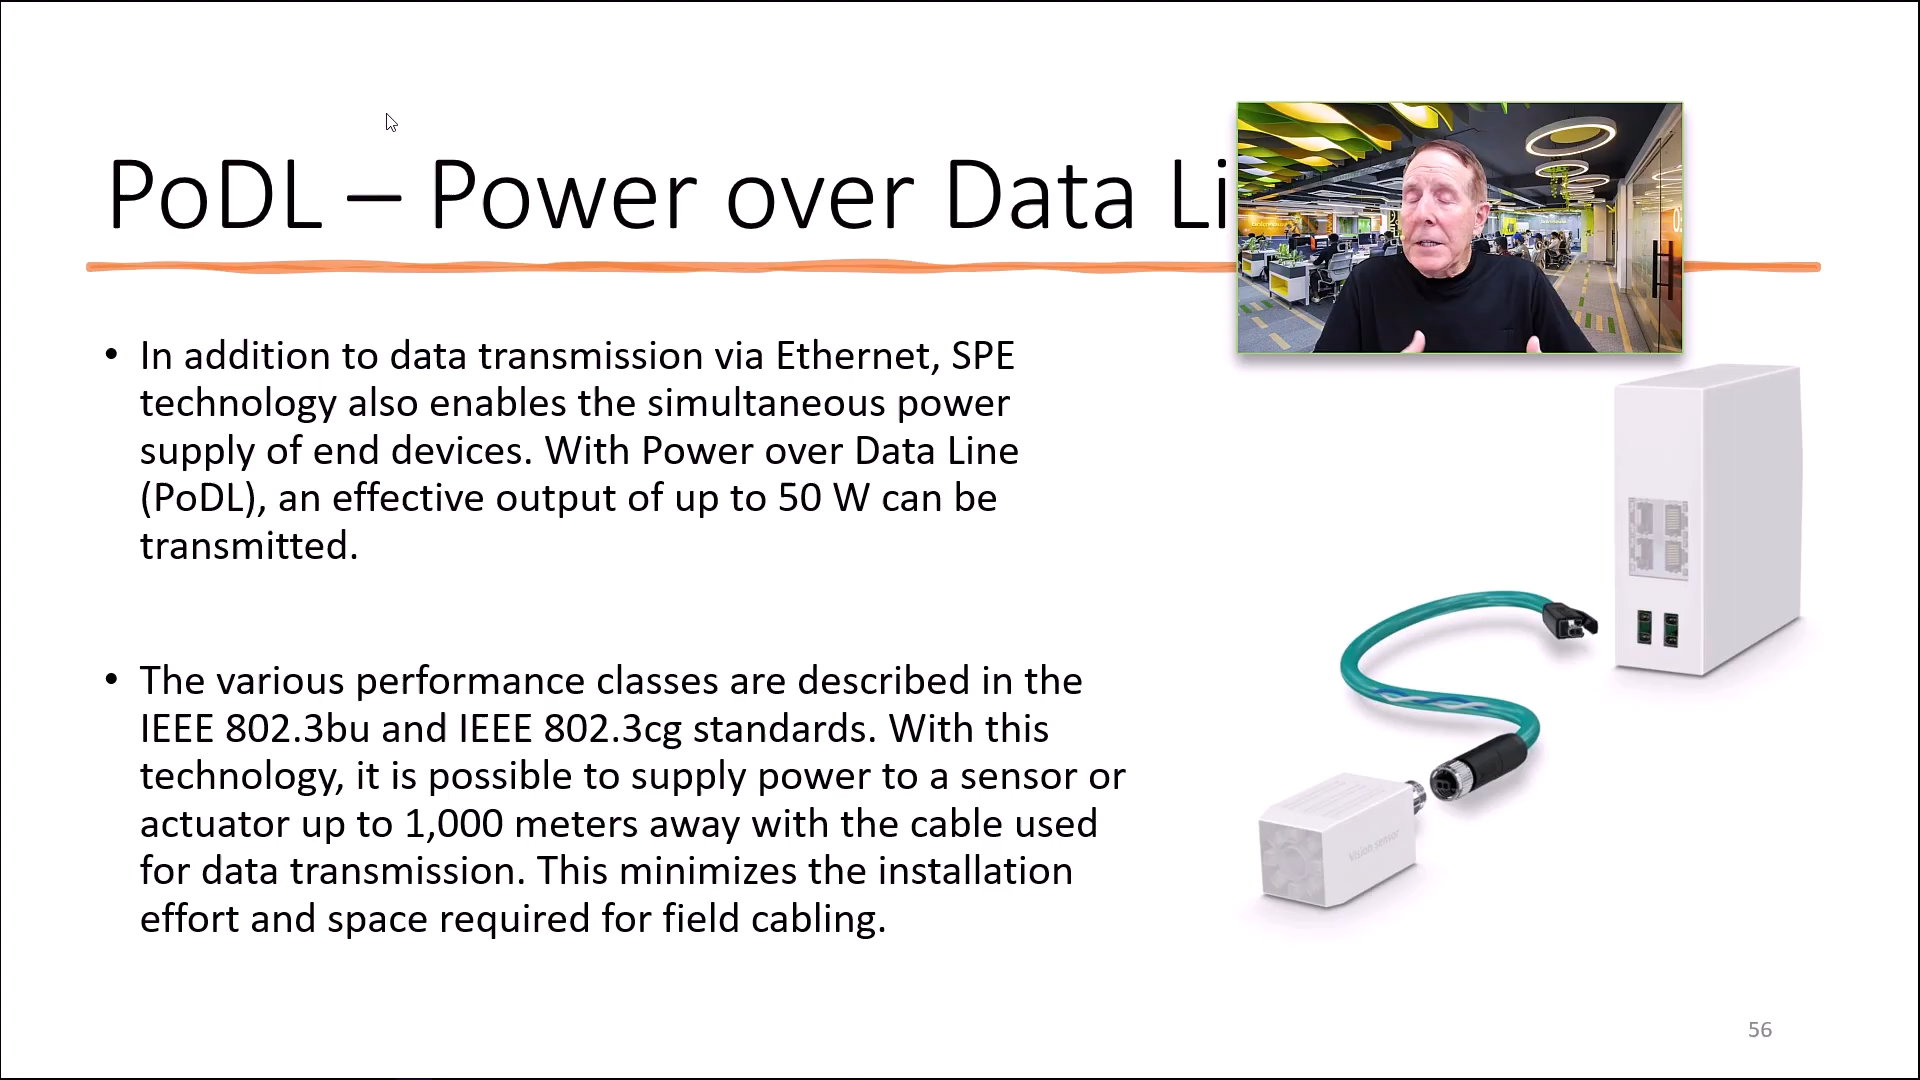 PoDL – Power over Data Li
• In addition to data transmission via Ethernet, SPE
technology also enables the simultaneous power
supply of end devices. With Power over Data Line
(PoDL), an effective output of up to 50 W can be
transmitted.
• The various performance classes are described in the
IEEE 802.3bu and IEEE 802.3cg standards. With this
technology, it is possible to supply power to a sensor or
actuator up to 1,000 meters away with the cable used
for data transmission. This minimizes the installation
effort and space required for field cabling.
Vision sensor
56